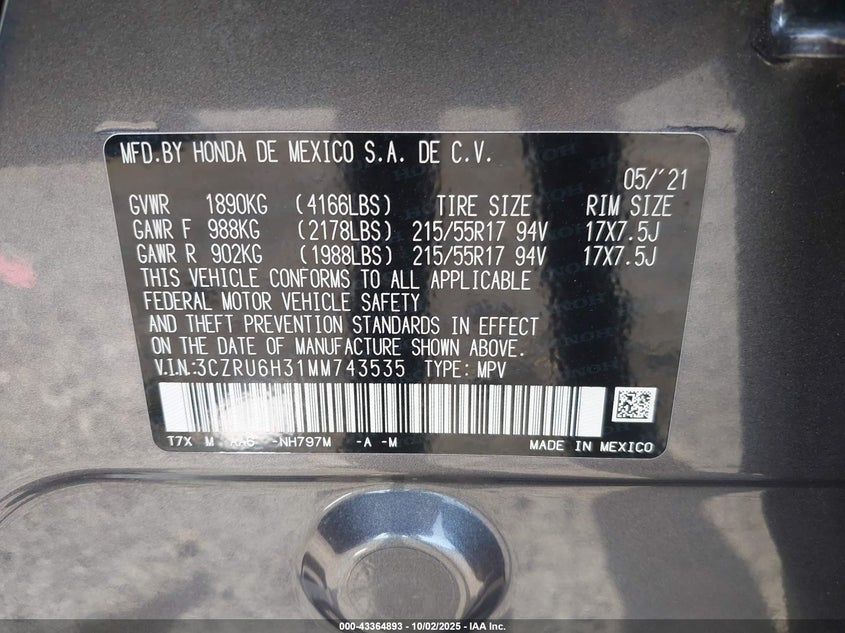 MFD.BY HONDA DE MEXICO S.A. DE C.V.
05/'21
GVWR 1890KG (4166LBS) TIRE SIZE RIM SIZE
GAWR F 988KG (2178LBS) 215/55R17 94V 17X7.5J
GAWR R 902KG (1988LBS) 215/55R17 94V 17X7.5J
THIS VEHICLE CONFORMS TO ALL APPLICABLE
FEDERAL MOTOR VEHICLE SAFETY
AND THEFT PREVENTION STANDARDS IN EFFECT
ON THE DATE OF MANUFACTURE SHOWN ABOVE.
V.I.N.:3CZRU6H31MM743535 TYPE: MPV
T7X M -NH797M -A -M MADE IN MEXICO
000-43364893 - 10/02/2025 - IAA Inc.